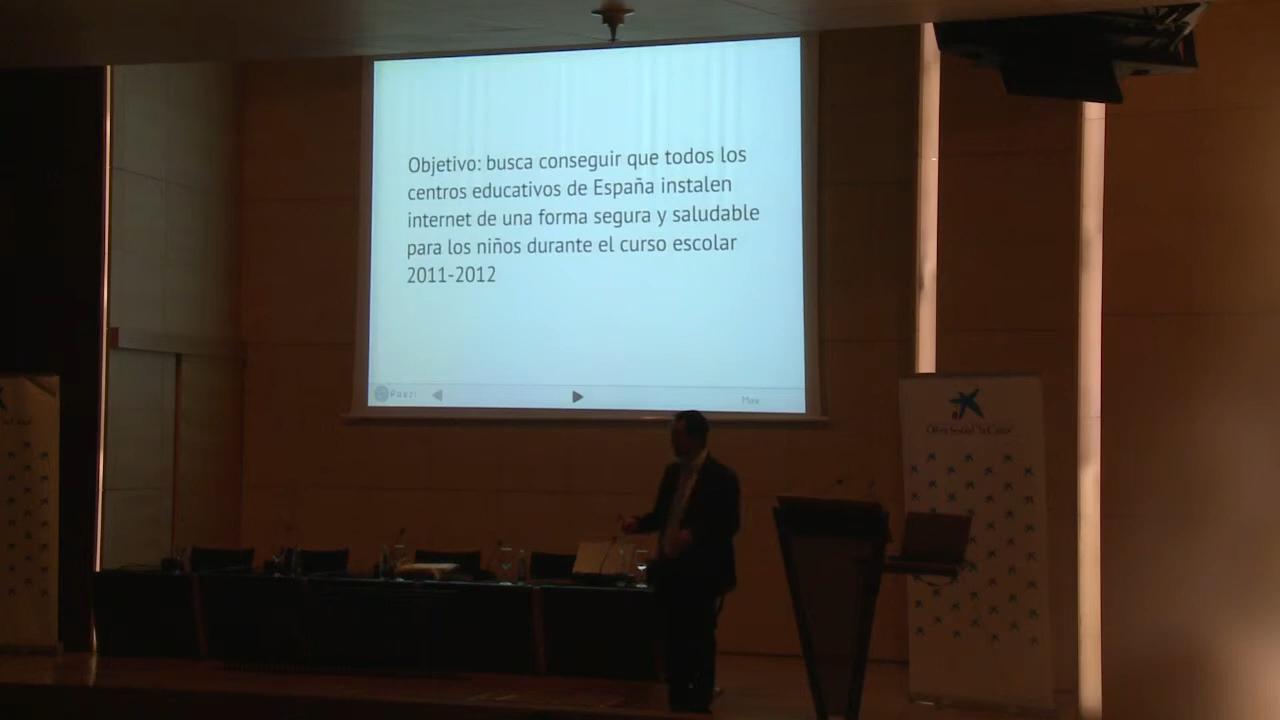 Objetivo: busca conseguir que todos los
centros educativos de España instalen
internet de una forma segura y saludable
para los niños durante el curso escolar
2011-2012
Prezi
More
Obra Social "la Caixa"